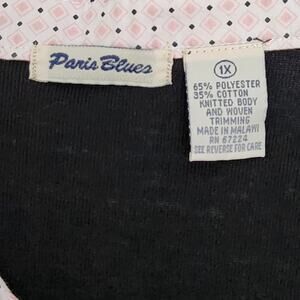 Paris Blues
1X
65% POLYESTER
35% COTTON
KNITTED BODY
AND WOVEN
TRIMMING
MADE IN MALAWI
RN 67224
SEE REVERSE FOR CARE